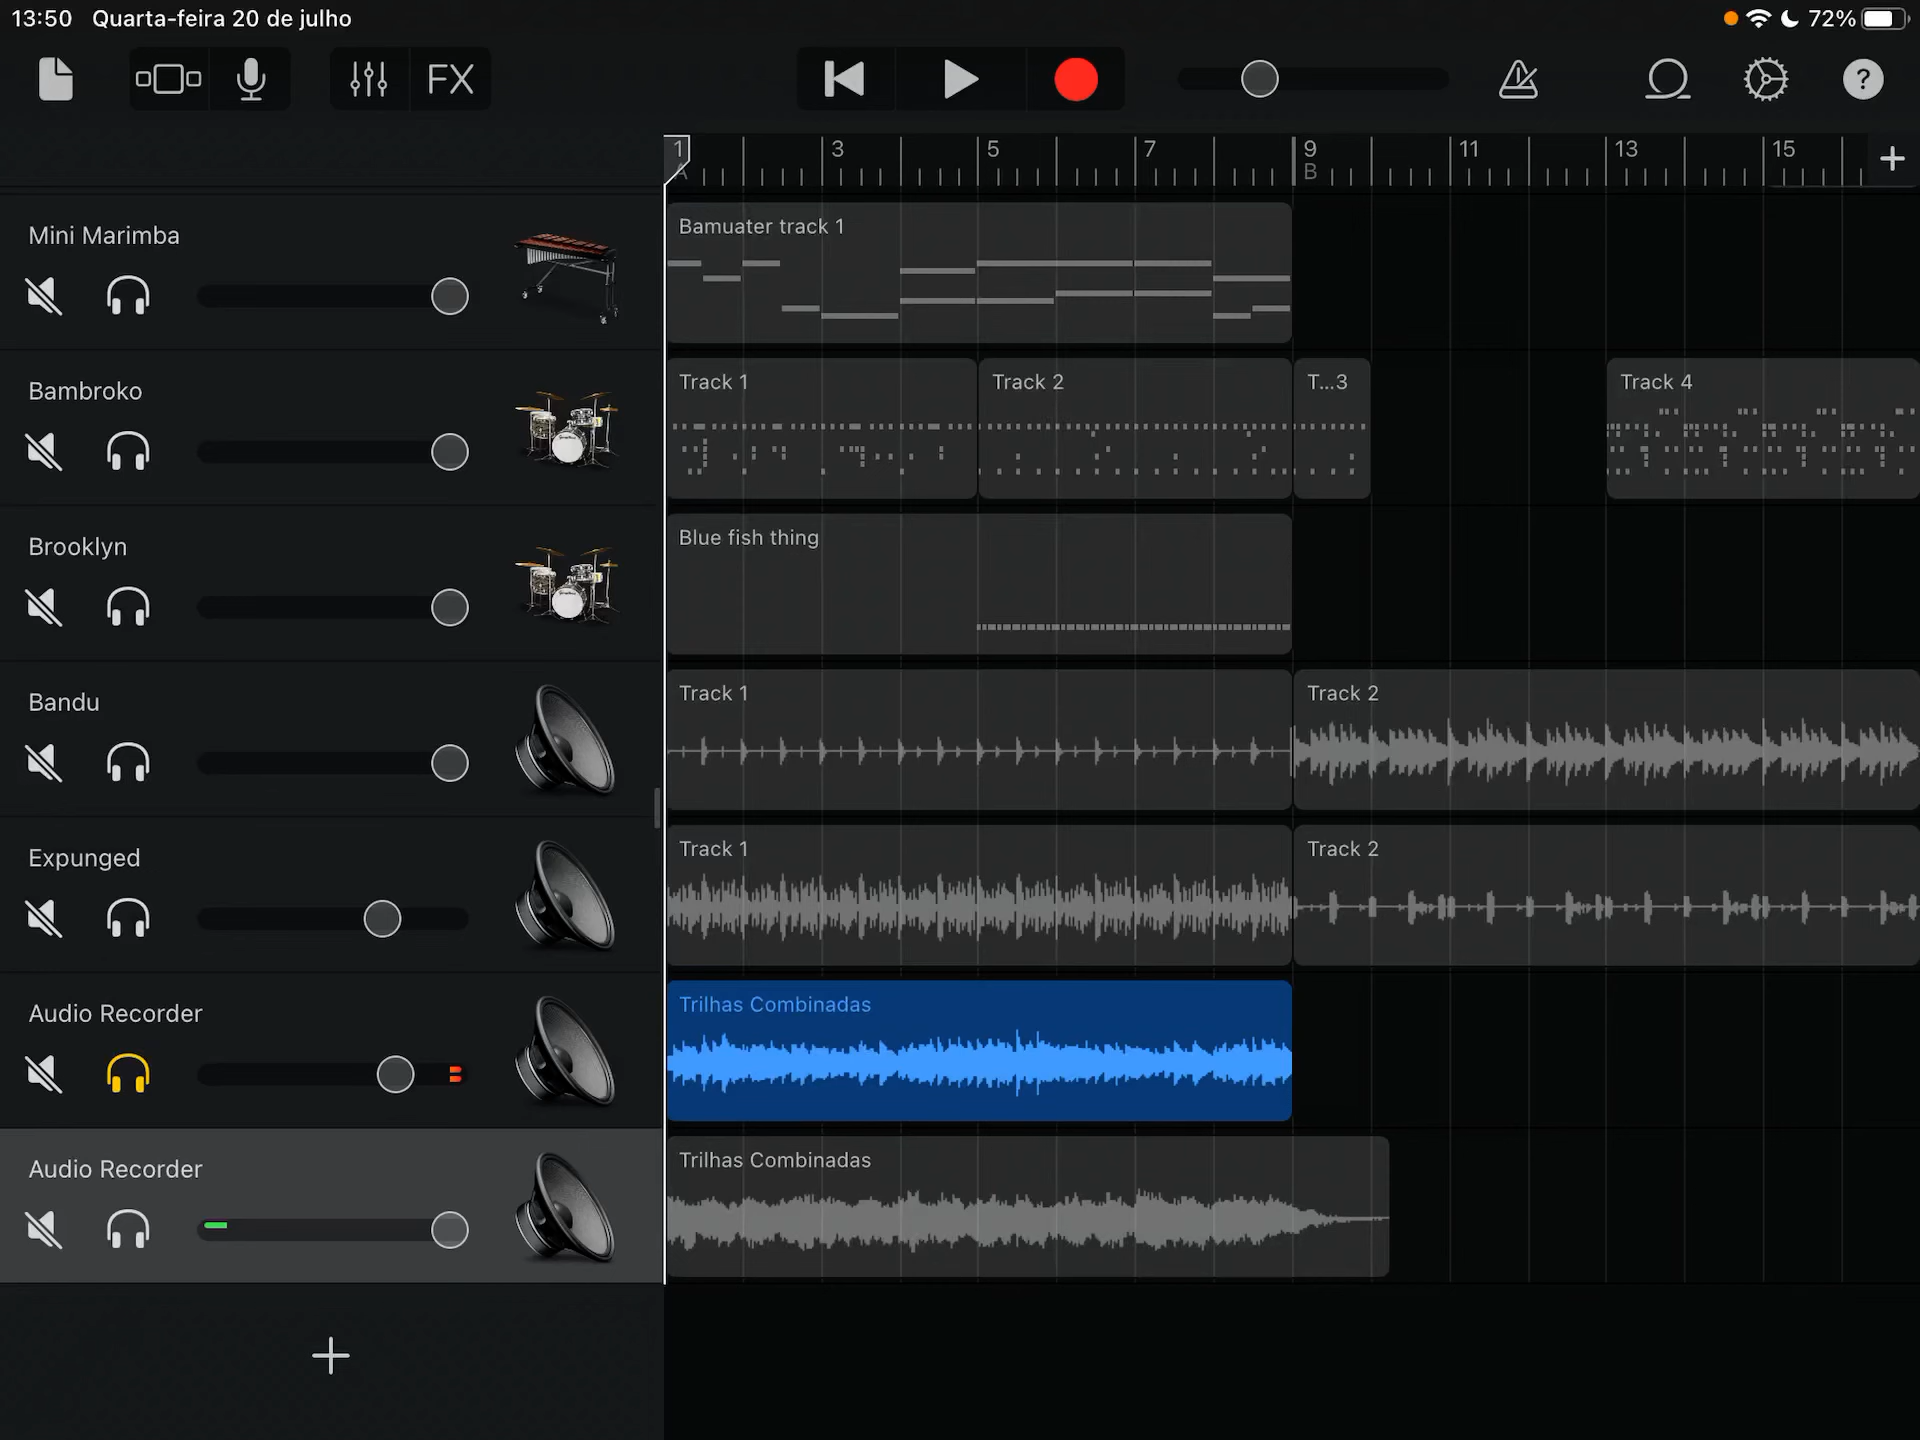 13:50 Quarta-feira 20 de julho 72%
FX
?
1 3 5 7 9 11 13 15
A B
Mini Marimba
Bamuater track 1
Bambroko
Track 1 Track 2 T...3 Track 4
Brooklyn
Blue fish thing
Bandu
Track 1 Track 2
Expunged
Track 1 Track 2
Audio Recorder
Trilhas Combinadas
Audio Recorder
Trilhas Combinadas